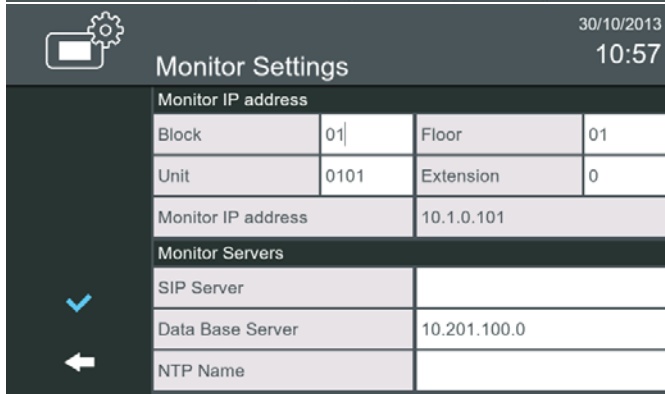 30/10/2013
10:57
Monitor Settings
Monitor IP address
Block 01 Floor 01
Unit 0101 Extension 0
Monitor IP address 10.1.0.101
Monitor Servers
SIP Server
Data Base Server 10.201.100.0
NTP Name